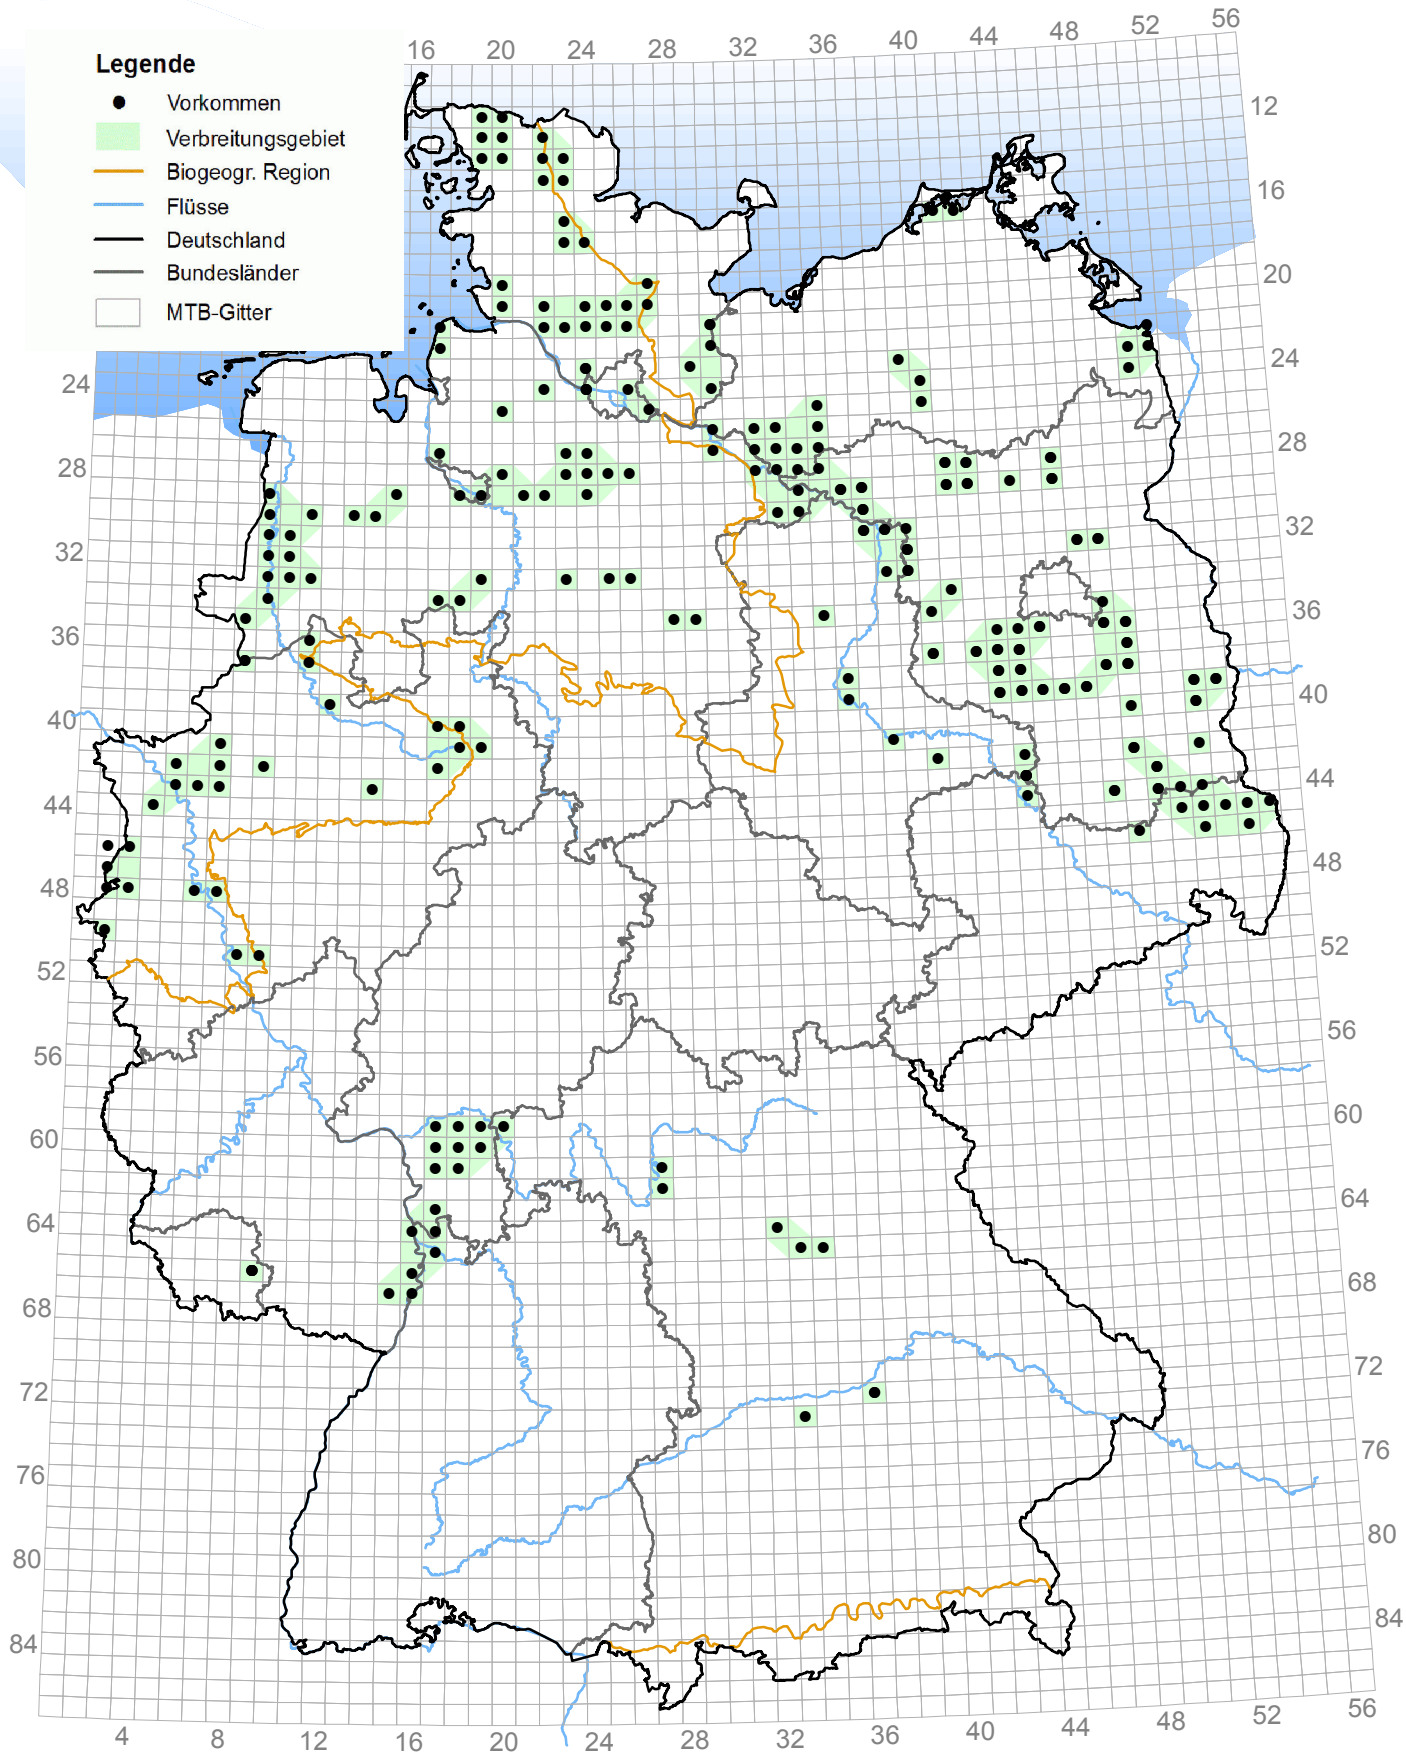 Legende
Vorkommen
Verbreitungsgebiet
Biogeogr. Region
Flüsse
Deutschland
Bundesländer
MTB-Gitter
16 20 24 28 32 36 40 44 48 52 56
12
16
20
24 24
28 28
32 32
36 36
40 40
44 44
48 48
52 52
56 56
60 60
64 64
68 68
72 72
76 76
80 80
84 84
4 8 12 16 20 24 28 32 36 40 44 48 52 56